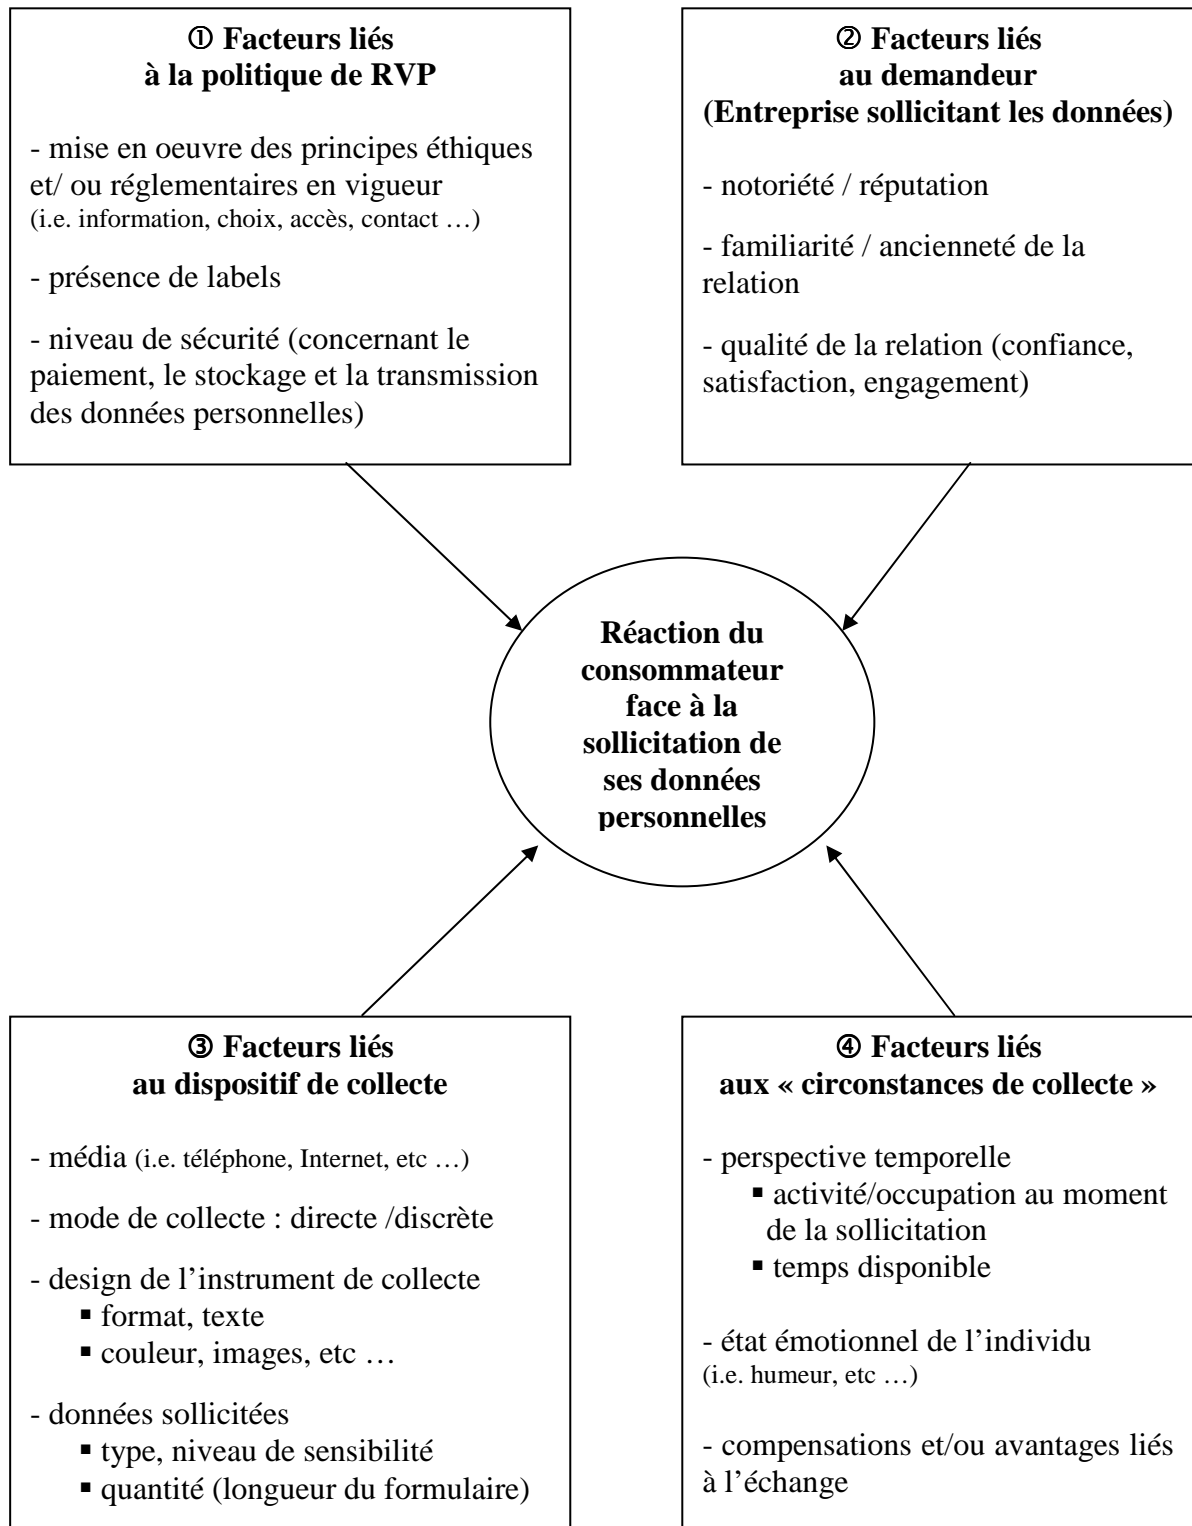 ① Facteurs liés
à la politique de RVP
- mise en oeuvre des principes éthiques
et/ ou réglementaires en vigueur
(i.e. information, choix, accès, contact …)
- présence de labels
- niveau de sécurité (concernant le
paiement, le stockage et la transmission
des données personnelles)
② Facteurs liés
au demandeur
(Entreprise sollicitant les données)
- notoriété / réputation
- familiarité / ancienneté de la
relation
- qualité de la relation (confiance,
satisfaction, engagement)
Réaction du
consommateur
face à la
sollicitation de
ses données
personnelles
③ Facteurs liés
au dispositif de collecte
- média (i.e. téléphone, Internet, etc …)
- mode de collecte : directe /discrète
- design de l’instrument de collecte
▪ format, texte
▪ couleur, images, etc …
- données sollicitées
▪ type, niveau de sensibilité
▪ quantité (longueur du formulaire)
④ Facteurs liés
aux « circonstances de collecte »
- perspective temporelle
▪ activité/occupation au moment
de la sollicitation
▪ temps disponible
- état émotionnel de l’individu
(i.e. humeur, etc …)
- compensations et/ou avantages liés
à l’échange